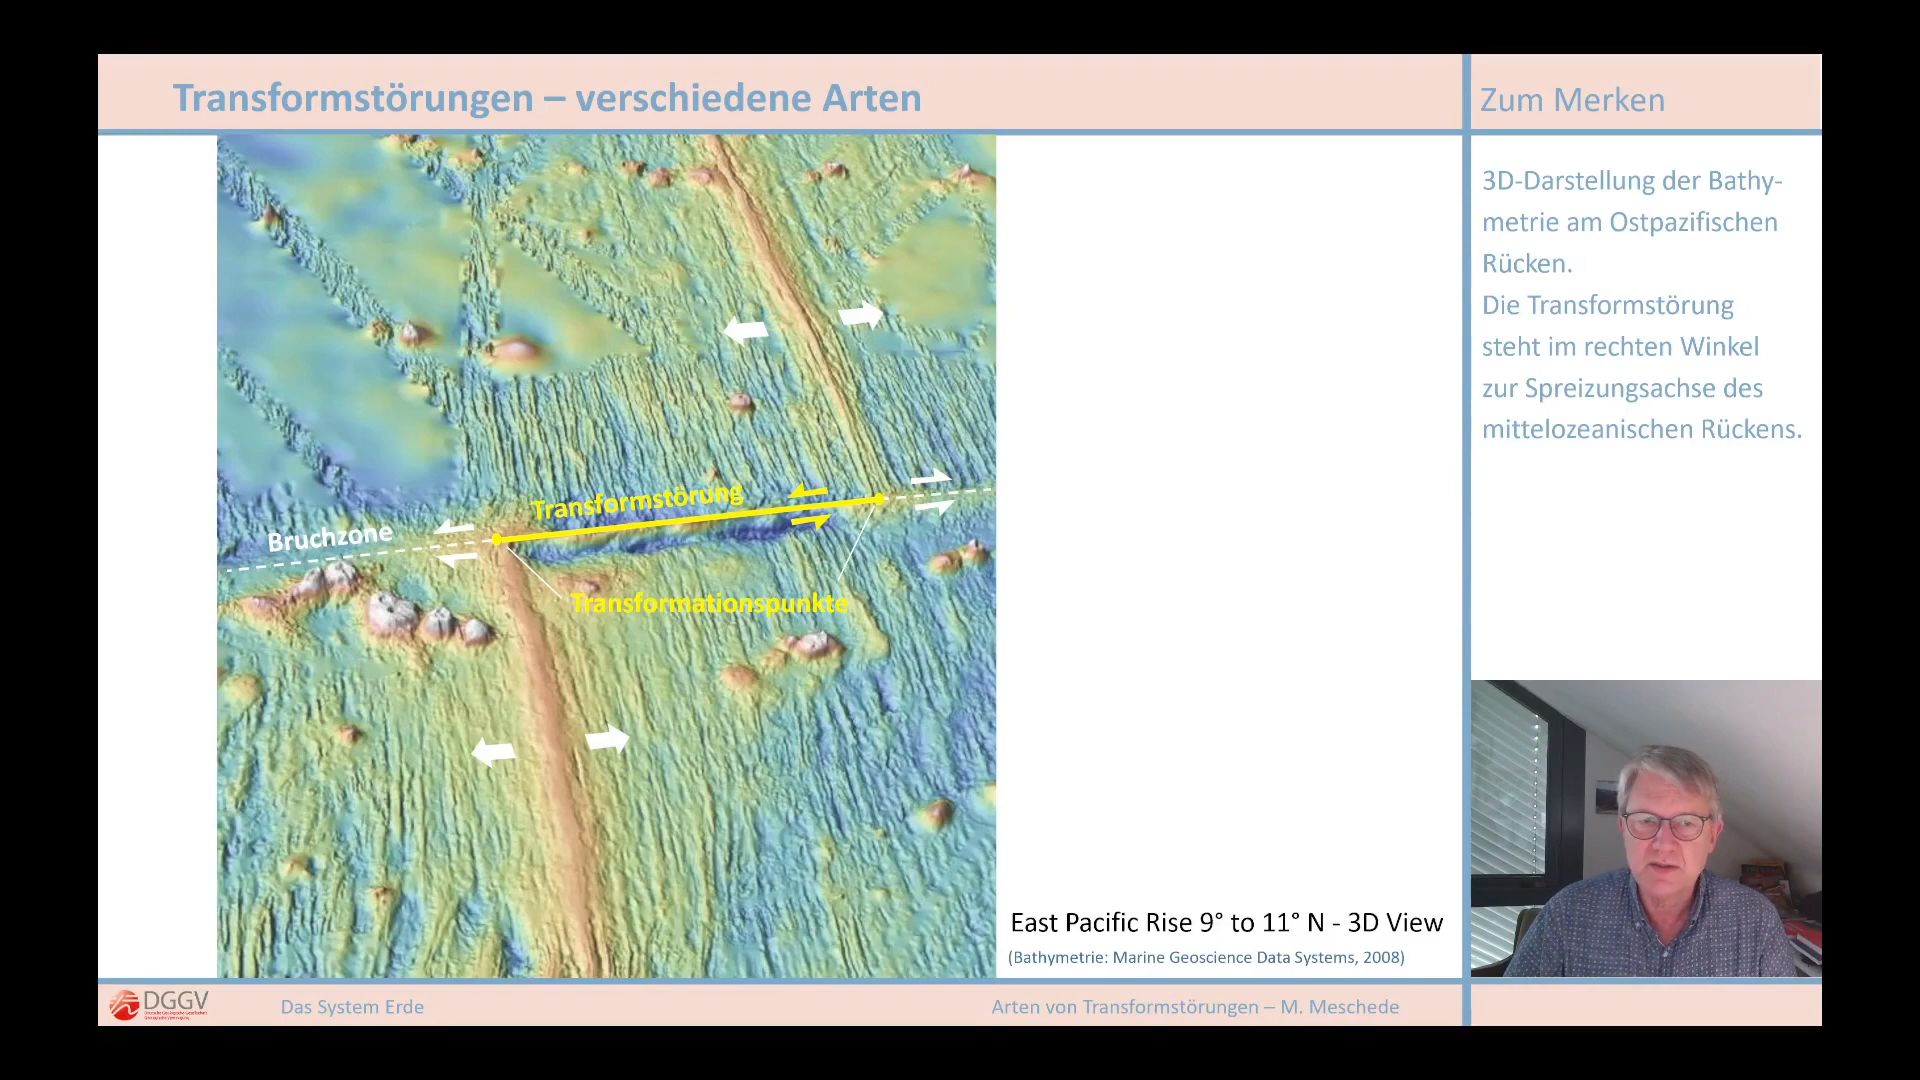 Transformstörungen – verschiedene Arten
Zum Merken
3D-Darstellung der Bathy-
metrie am Ostpazifischen
Rücken.
Die Transformstörung
steht im rechten Winkel
zur Spreizungsachse des
mittelozeanischen Rückens.
Transformstörung
Bruchzone
Transformationspunkte
East Pacific Rise 9° to 11° N - 3D View
(Bathymetrie: Marine Geoscience Data Systems, 2008)
DGGV
Das System Erde
Arten von Transformstörungen – M. Meschede